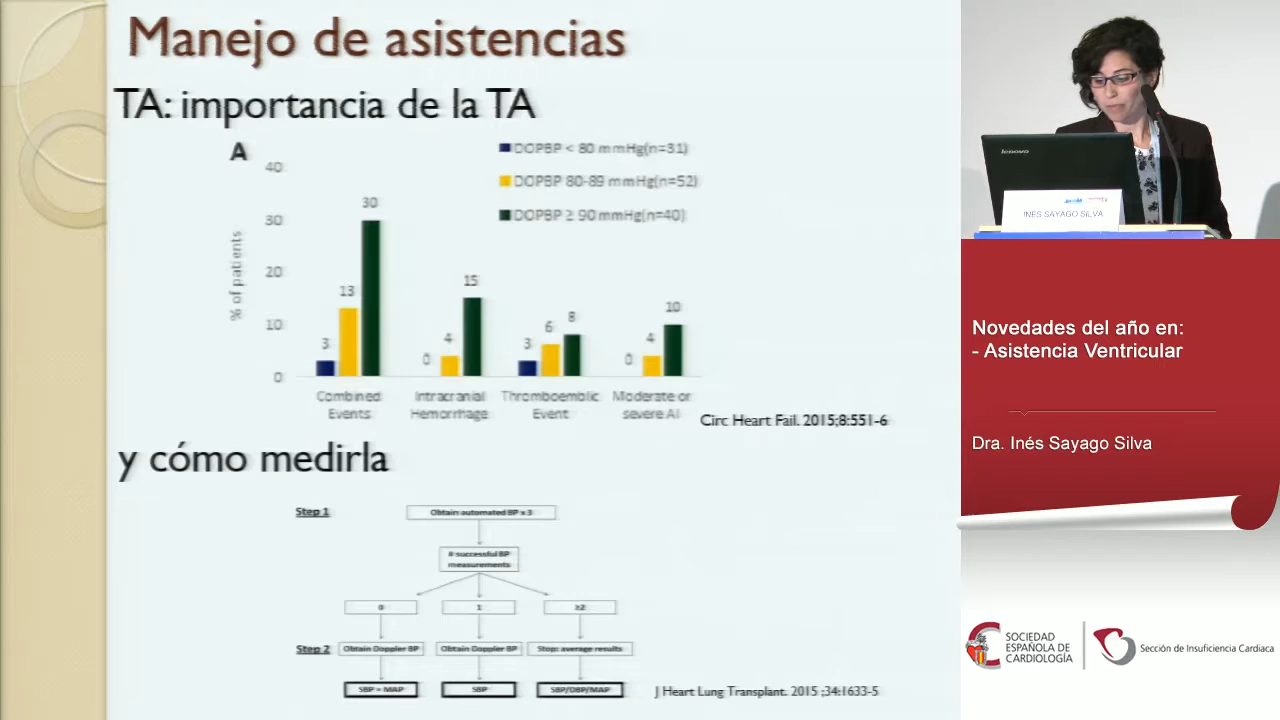 Manejo de asistencias
TA: importancia de la TA
A
DOPBP < 80 mmHg(n=31)
DOPBP 80-89 mmHg(n=52)
DOPBP ≥ 90 mmHg(n=40)
% of patients
40
30
20
10
0
3
13
30
0
4
15
3
6
8
0
4
10
Combined
Events
Intracranial
Hemorrhage
Thromboemblic
Event
Moderate or
severe AI
Circ Heart Fail. 2015;8:551-6
y cómo medirla
Step 1
Obtain automated BP x 3
# successful BP
measurements
0
1
≥2
Step 2
Obtain Doppler BP
Obtain Doppler BP
Stop: average results
SBP = MAP
SBP
SBP/DBP/MAP
J Heart Lung Transplant. 2015 ;34:1633-5
lenovo
INES SAYAGO SILVA
Novedades del año en:
- Asistencia Ventricular
Dra. Inés Sayago Silva
SOCIEDAD
ESPAÑOLA DE
CARDIOLOGÍA
Sección de Insuficiencia Cardiaca